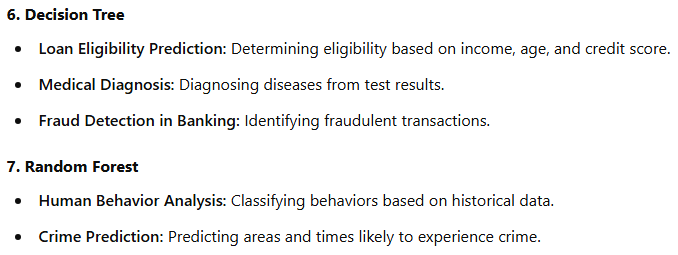 6. Decision Tree
• Loan Eligibility Prediction: Determining eligibility based on income, age, and credit score.
• Medical Diagnosis: Diagnosing diseases from test results.
• Fraud Detection in Banking: Identifying fraudulent transactions.
7. Random Forest
• Human Behavior Analysis: Classifying behaviors based on historical data.
• Crime Prediction: Predicting areas and times likely to experience crime.